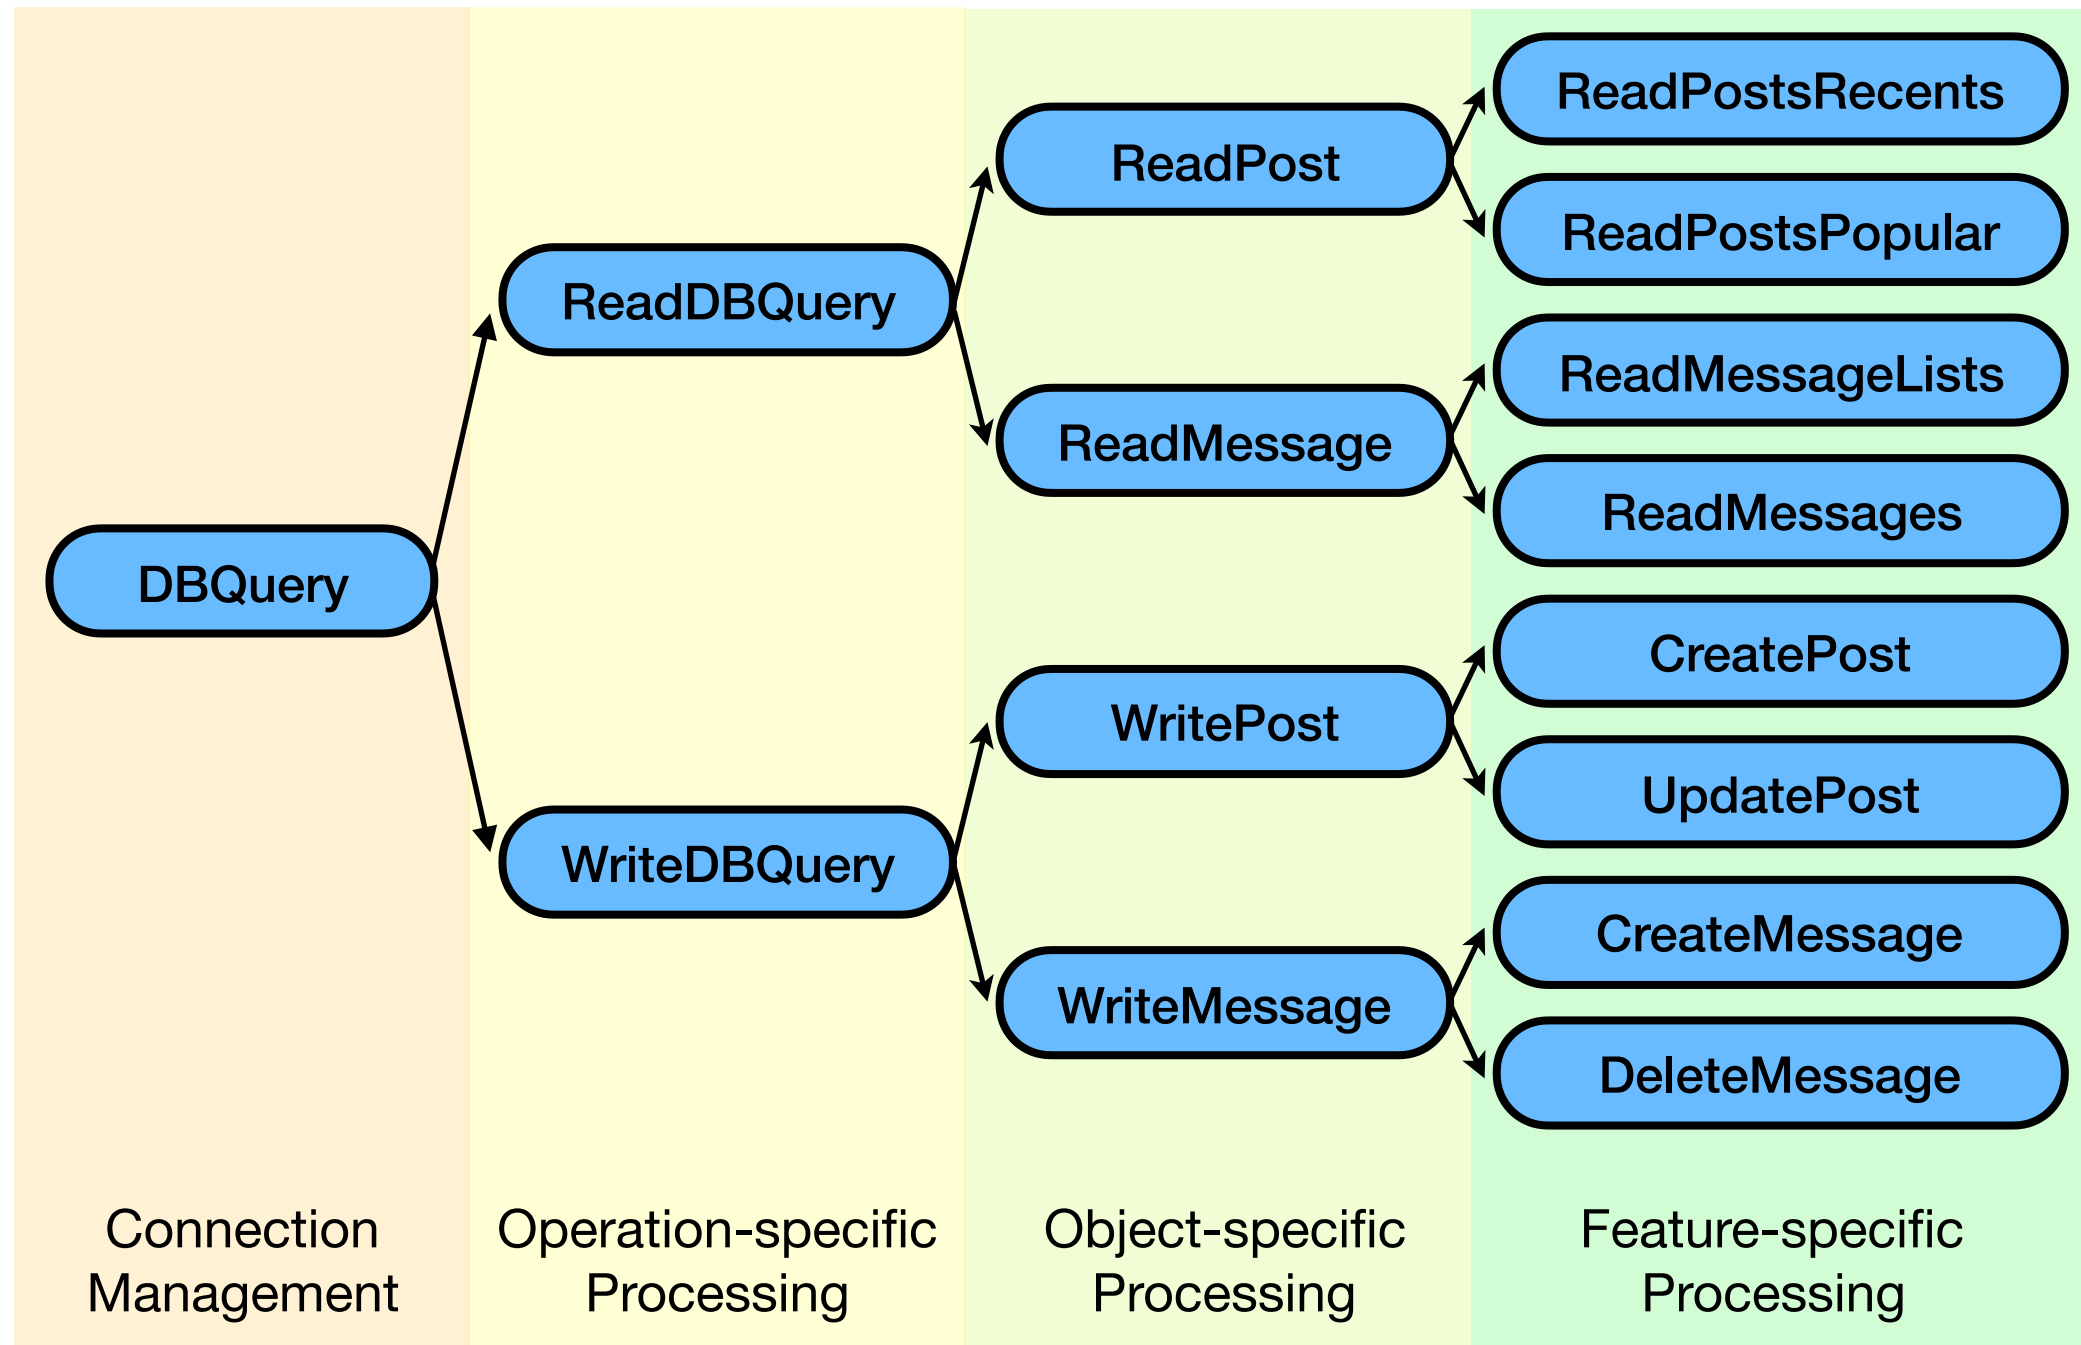 ReadPostsRecents
ReadPost
ReadPostsPopular
ReadDBQuery
ReadMessageLists
ReadMessage
ReadMessages
DBQuery
CreatePost
WritePost
UpdatePost
WriteDBQuery
CreateMessage
WriteMessage
DeleteMessage
Connection
Management
Operation-specific
Processing
Object-specific
Processing
Feature-specific
Processing